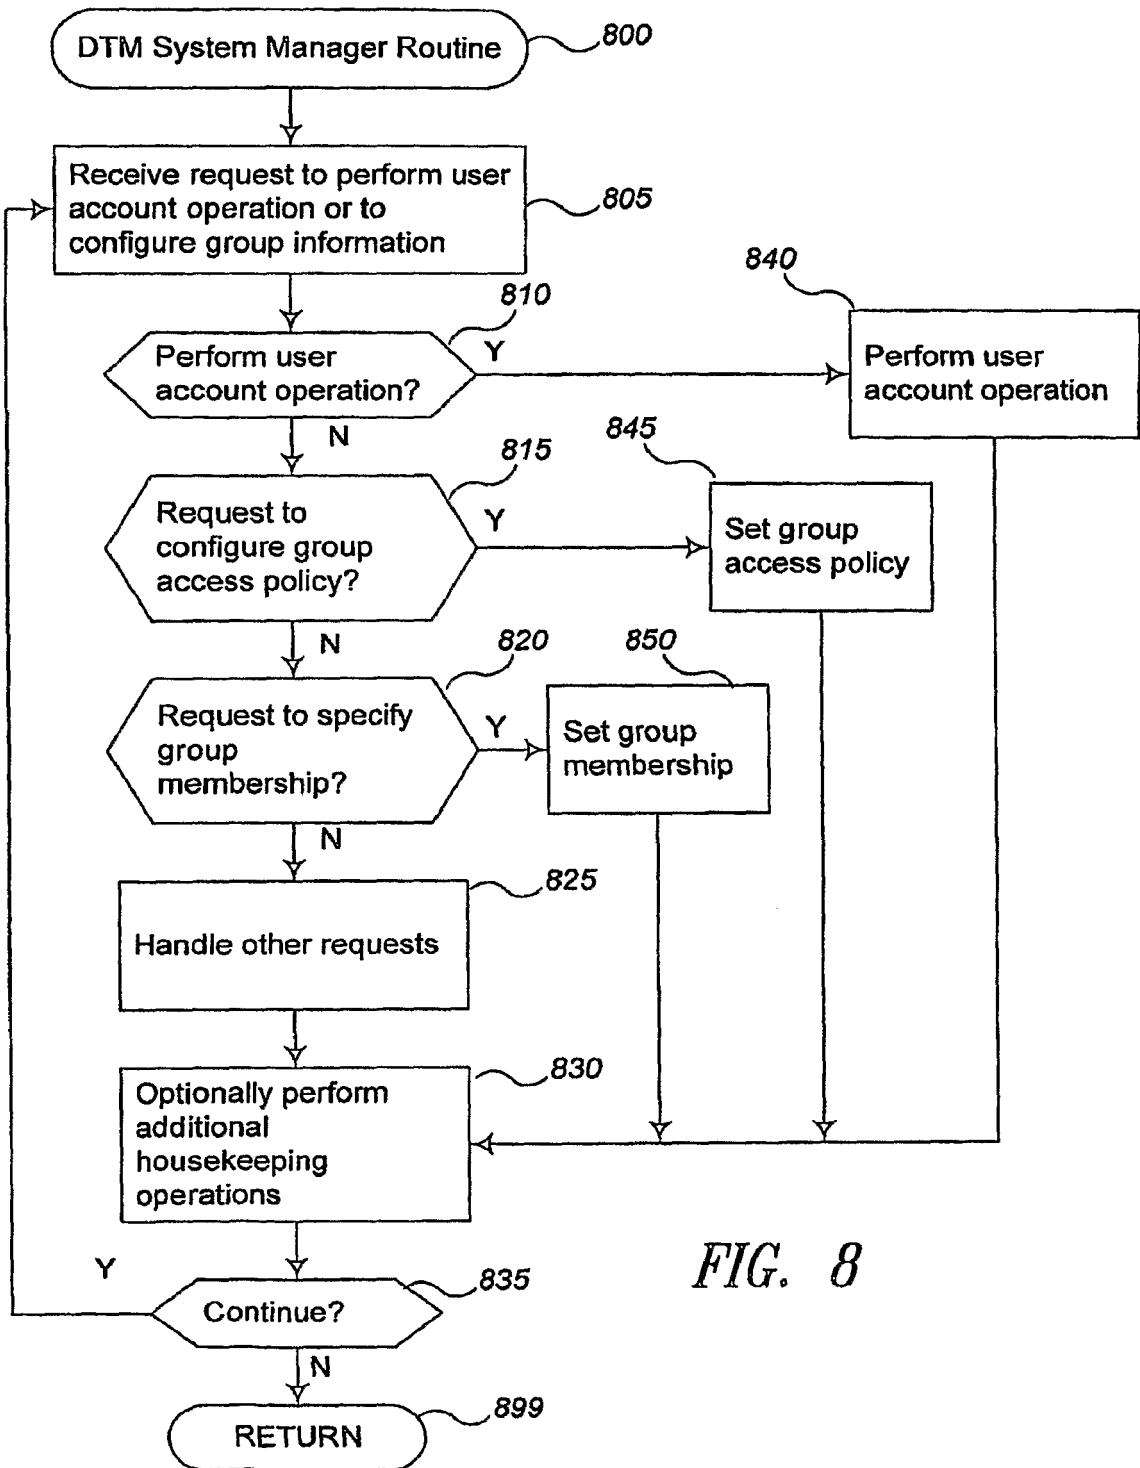 DTM System Manager Routine
800
Receive request to perform user
account operation or to
configure group information
805
810
Perform user
account operation?
Y
N
840
Perform user
account operation
815
Request to
configure group
access policy?
Y
N
845
Set group
access policy
820
Request to specify
group
membership?
Y
N
850
Set group
membership
825
Handle other requests
830
Optionally perform
additional
housekeeping
operations
835
Continue?
Y
N
899
RETURN
FIG. 8